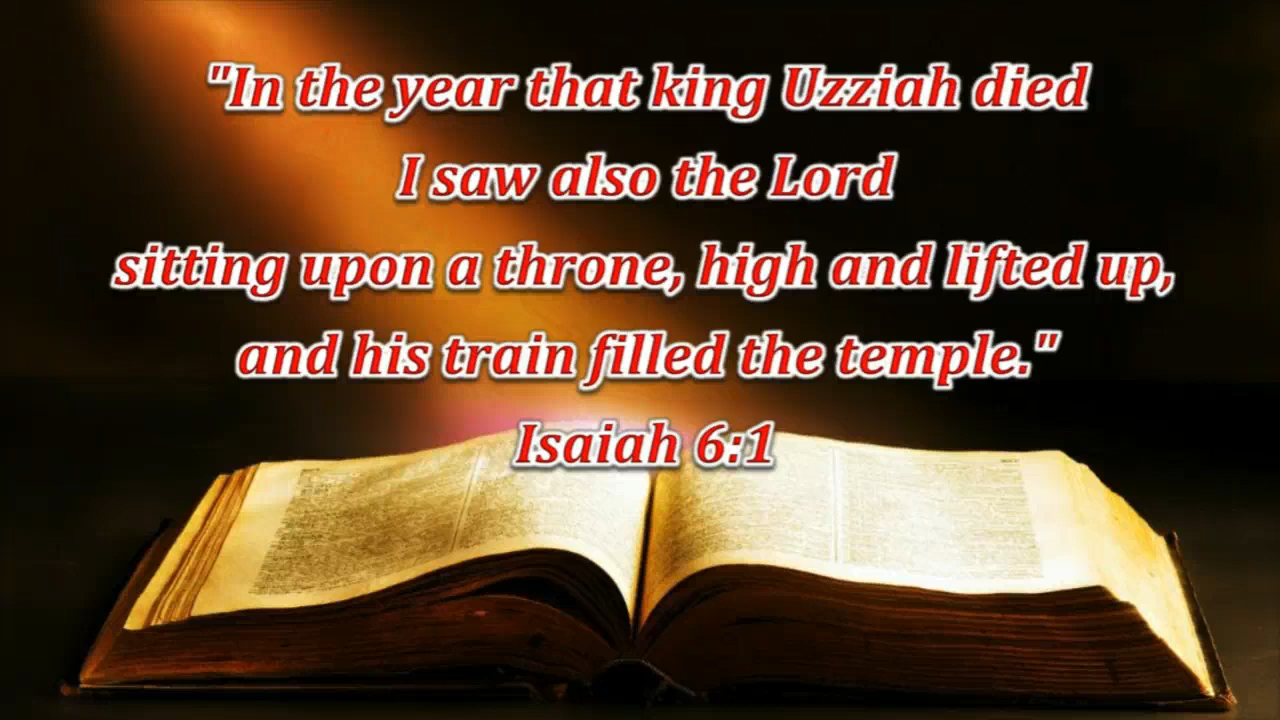 "In the year that king Uzziah died
I saw also the Lord
sitting upon a throne, high and lifted up,
and his train filled the temple."
Isaiah 6:1